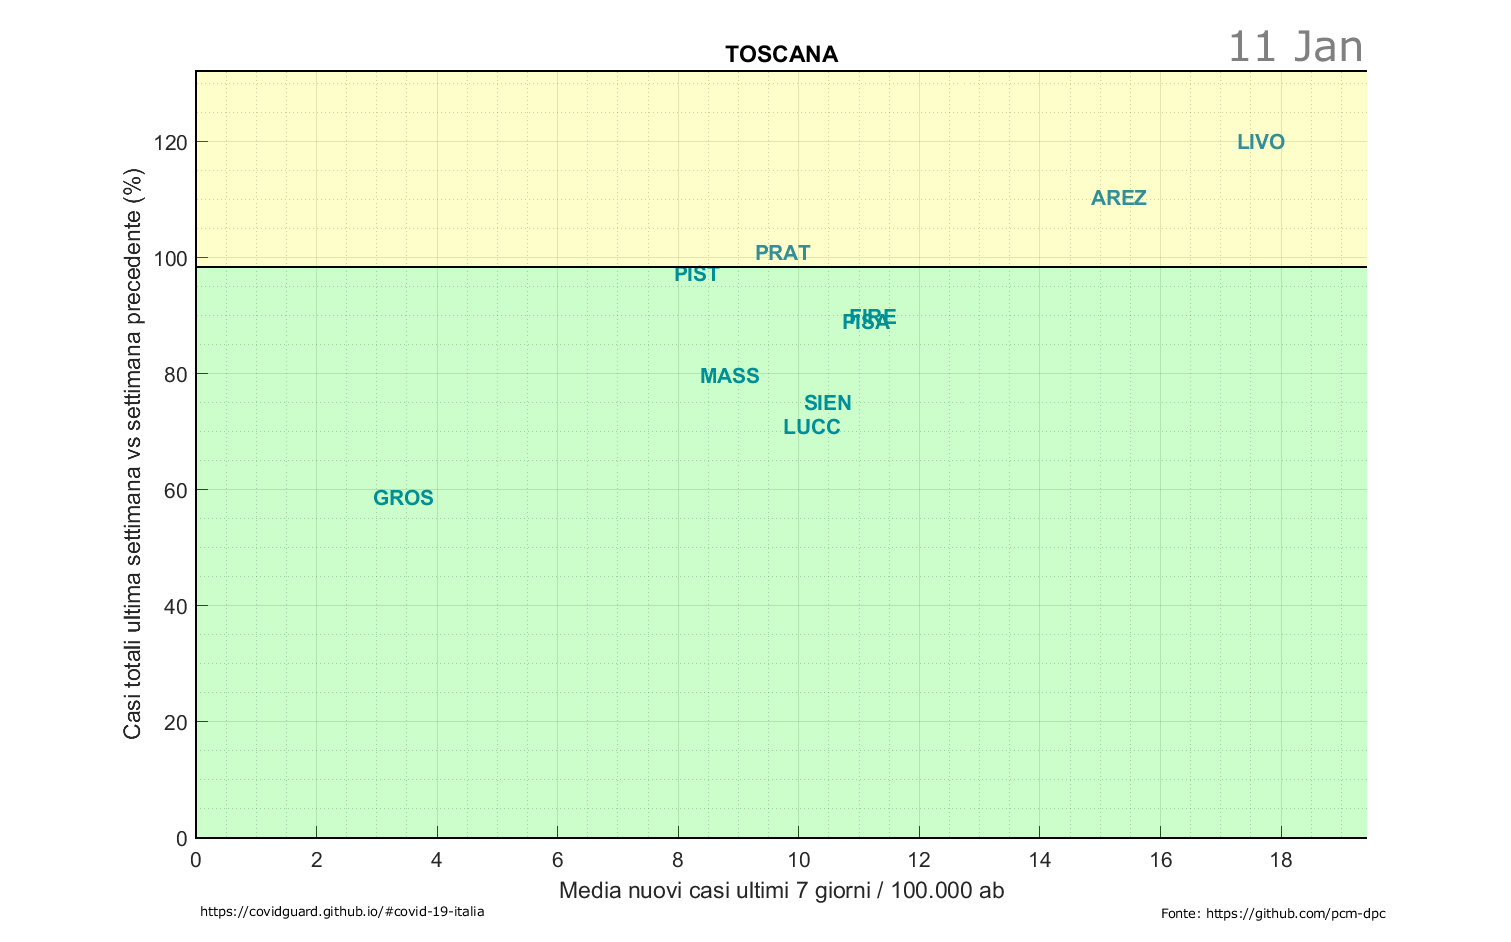 TOSCANA
11 Jan
Casi totali ultima settimana vs settimana precedente (%)
120
100
80
60
40
20
0
LIVO
AREZ
PRAT
PIST
FIRE
PISA
MASS
SIEN
LUCC
GROS
0 2 4 6 8 10 12 14 16 18
Media nuovi casi ultimi 7 giorni / 100.000 ab
https://covidguard.github.io/#covid-19-italia
Fonte: https://github.com/pcm-dpc